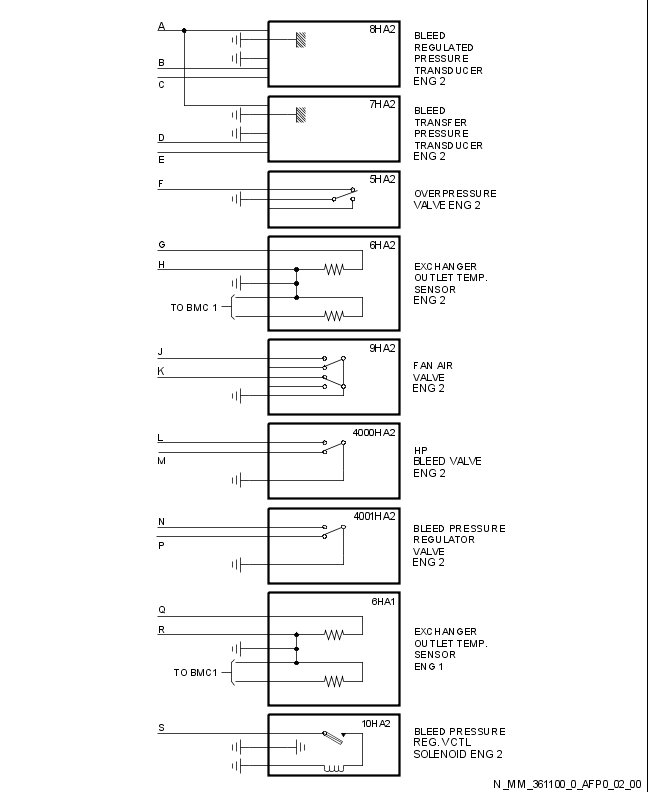 A
8HA2
B
C
BLEED
REGULATED
PRESSURE
TRANSDUCER
ENG 2
7HA2
D
E
BLEED
TRANSFER
PRESSURE
TRANSDUCER
ENG 2
F
5HA2
OVERPRESSURE
VALVE ENG 2
G
6HA2
H
TO BMC 1
EXCHANGER
OUTLET TEMP.
SENSOR
ENG 2
J
9HA2
K
FAN AIR
VALVE
ENG 2
L
4000HA2
M
HP
BLEED VALVE
ENG 2
N
4001HA2
P
BLEED PRESSURE
REGULATOR
VALVE
ENG 2
Q
6HA1
R
TO BMC1
EXCHANGER
OUTLET TEMP.
SENSOR
ENG 1
S
10HA2
BLEED PRESSURE
REG. V CTL
SOLENOID ENG 2
N_MM_361100_0_AFP0_02_00